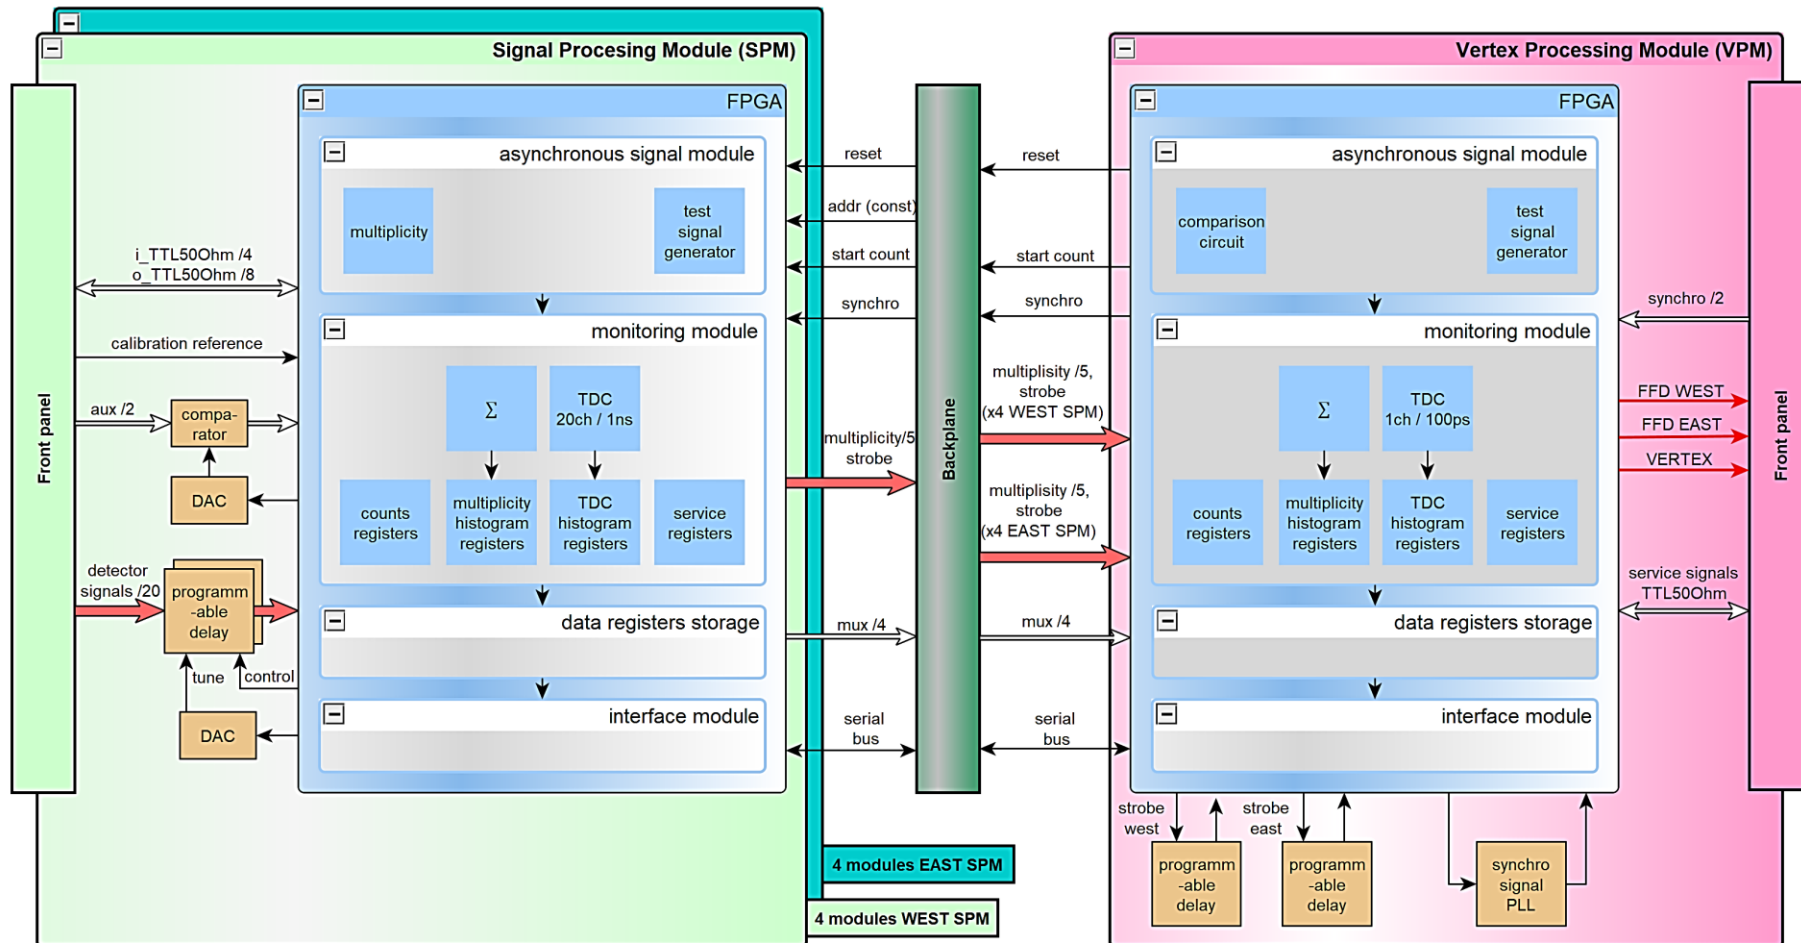 Signal Procesing Module (SPM)
Front panel
FPGA
asynchronous signal module
multiplicity
test
signal
generator
i_TTL50Ohm /4
o_TTL50Ohm /8
monitoring module
calibration reference
Σ
TDC
20ch / 1ns
aux /2
compa-
rator
DAC
counts
registers
multiplicity
histogram
registers
TDC
histogram
registers
service
registers
detector
signals /20
programm
-able
delay
data registers storage
tune
control
DAC
interface module
4 modules EAST SPM
4 modules WEST SPM
reset
addr (const)
start count
synchro
multiplicity/5
strobe
mux /4
serial
bus
Backplane
reset
start count
synchro
multiplisity /5,
strobe
(x4 WEST SPM)
multiplisity /5,
strobe
(x4 EAST SPM)
mux /4
serial
bus
Vertex Processing Module (VPM)
FPGA
asynchronous signal module
comparison
circuit
test
signal
generator
monitoring module
Σ
TDC
1ch / 100ps
counts
registers
multiplicity
histogram
registers
TDC
histogram
registers
service
registers
data registers storage
interface module
synchro /2
FFD WEST
FFD EAST
VERTEX
service signals
TTL50Ohm
Front panel
strobe
west
strobe
east
programm
-able
delay
programm
-able
delay
synchro
signal
PLL